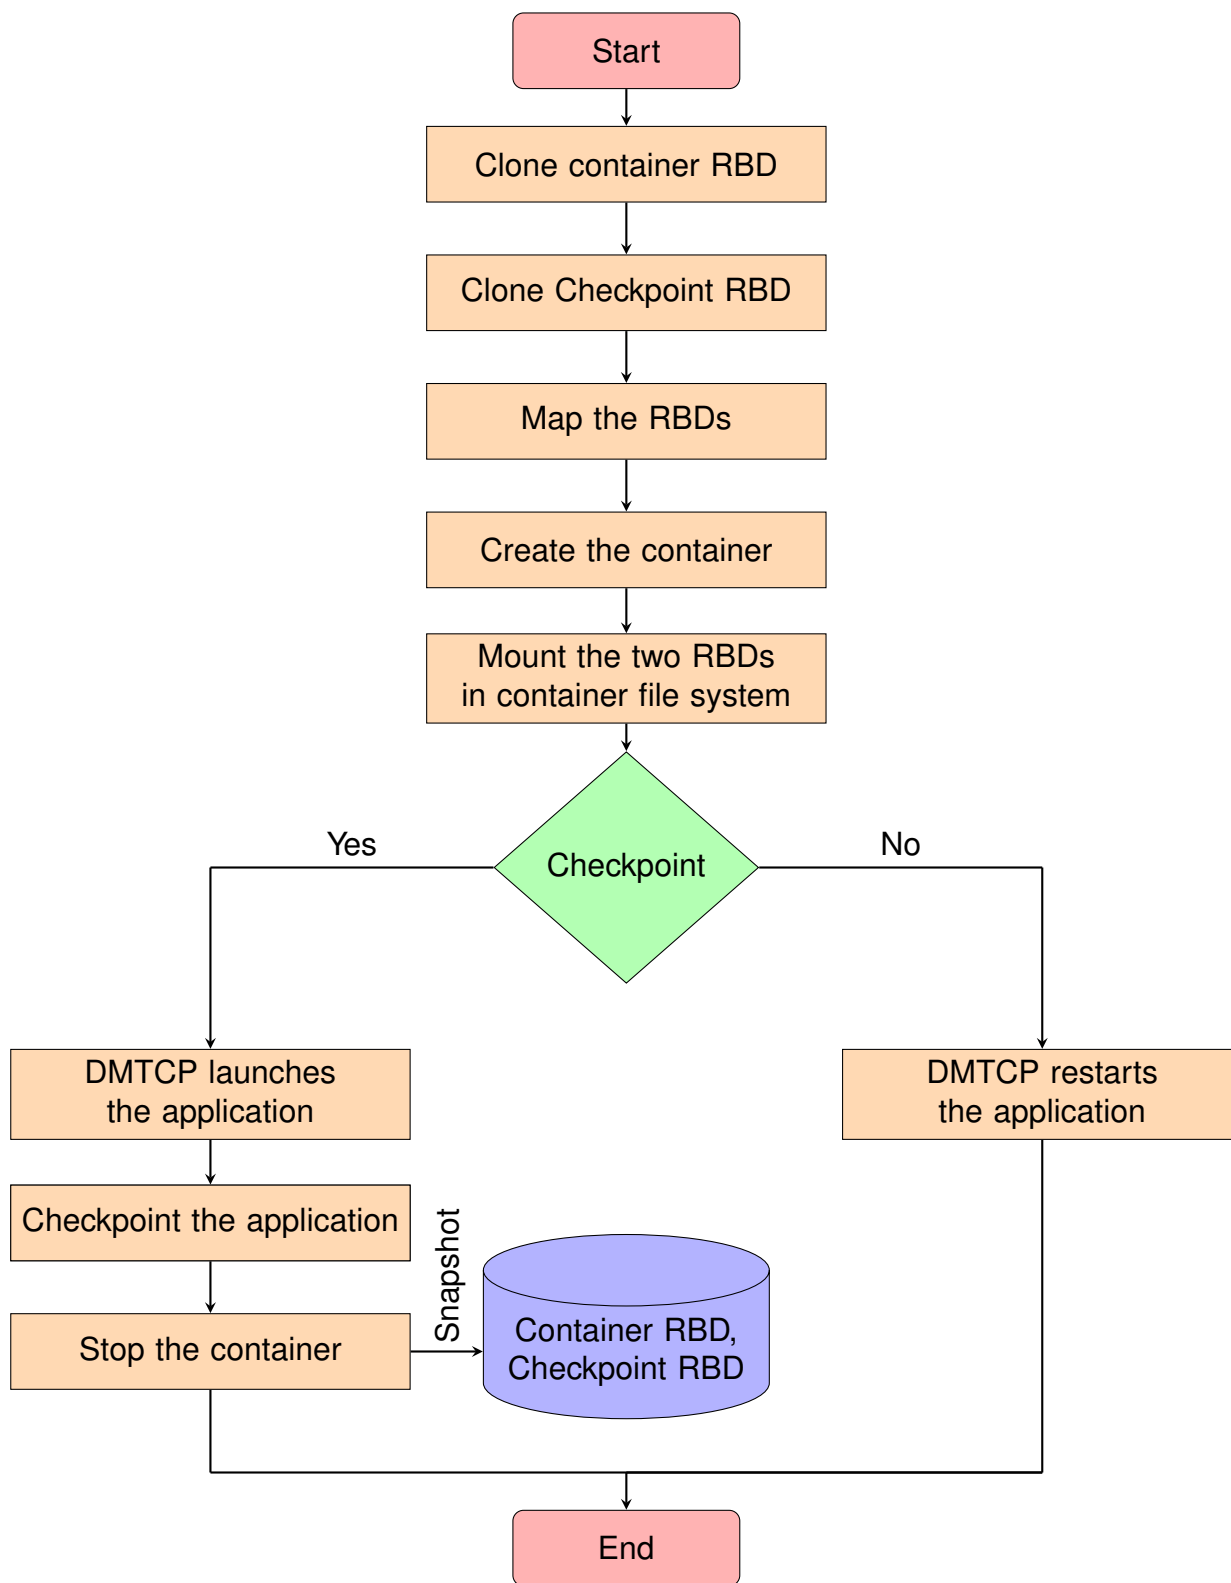 Start
Clone container RBD
Clone Checkpoint RBD
Map the RBDs
Create the container
Mount the two RBDs
in container file system
Checkpoint
Yes
No
DMTCP launches
the application
DMTCP restarts
the application
Checkpoint the application
Snapshot
Stop the container
Container RBD,
Checkpoint RBD
End